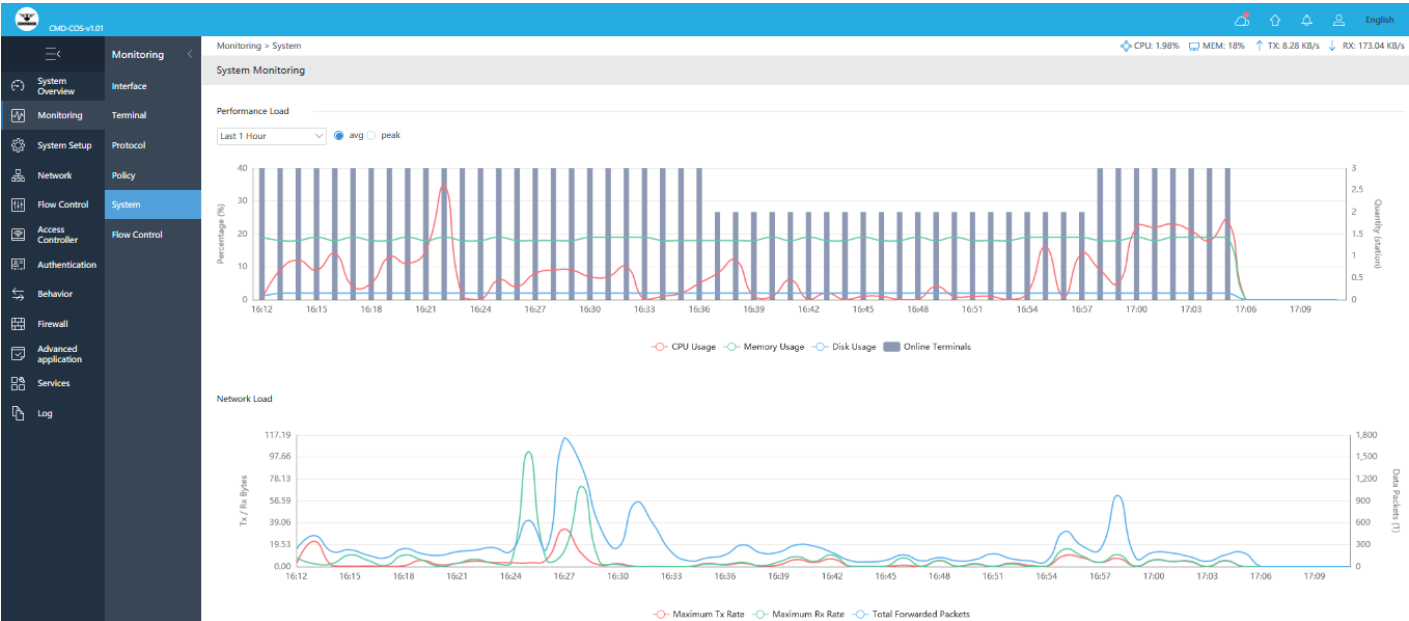 CMD-COS-v1.01
English
Monitoring
Monitoring > System
CPU: 1.98% MEM: 18% TX: 8.28 KB/s RX: 173.04 KB/s
System Monitoring
System Overview
Monitoring
System Setup
Network
Flow Control
Access Controller
Authentication
Behavior
Firewall
Advanced application
Services
Log
Interface
Terminal
Protocol
Policy
System
Flow Control
Performance Load
Last 1 Hour avg peak
Percentage (%)
40
30
20
10
0
3
2.5
2
1.5
1
0.5
0
Quantity (station)
16:12 16:15 16:18 16:21 16:24 16:27 16:30 16:33 16:36 16:39 16:42 16:45 16:48 16:51 16:54 16:57 17:00 17:03 17:06 17:09
CPU Usage Memory Usage Disk Usage Online Terminals
Network Load
Tx / Rx Bytes
117.19
97.66
78.13
58.59
39.06
19.53
0.00
1,800
1,500
1,200
900
600
300
0
Data Packets (1)
16:12 16:15 16:18 16:21 16:24 16:27 16:30 16:33 16:36 16:39 16:42 16:45 16:48 16:51 16:54 16:57 17:00 17:03 17:06 17:09
Maximum Tx Rate Maximum Rx Rate Total Forwarded Packets